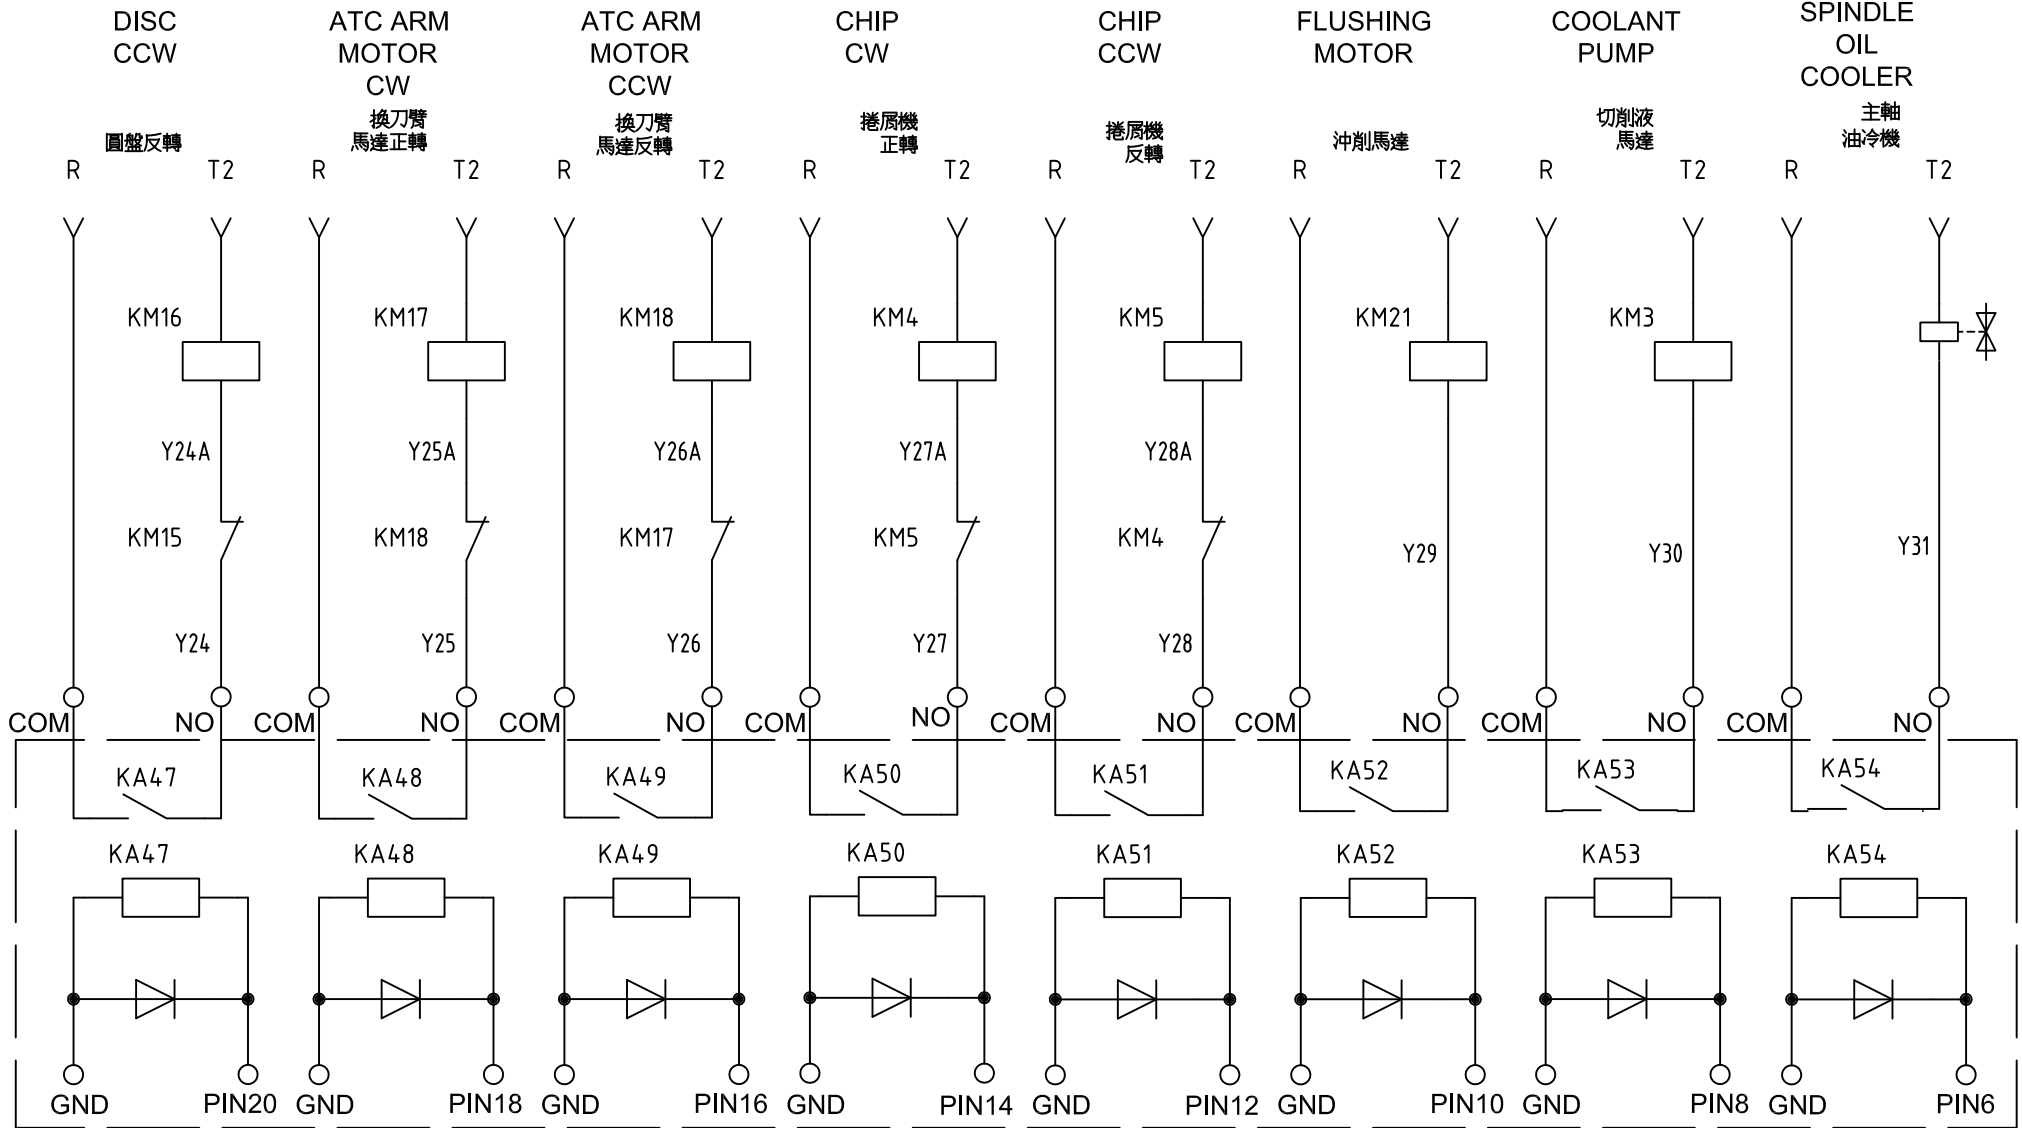 DISC
CCW
圓盤反轉
ATC ARM
MOTOR
CW
換刀臂
馬達正轉
ATC ARM
MOTOR
CCW
換刀臂
馬達反轉
CHIP
CW
捲屑機
正轉
CHIP
CCW
捲屑機
反轉
FLUSHING
MOTOR
沖削馬達
COOLANT
PUMP
切削液
馬達
SPINDLE
OIL
COOLER
主軸
油冷機
R T2 R T2 R T2 R T2 R T2 R T2 R T2 R T2
KM16 KM17 KM18 KM4 KM5 KM21 KM3
Y24A Y25A Y26A Y27A Y28A
KM15 KM18 KM17 KM5 KM4 Y29 Y30 Y31
Y24 Y25 Y26 Y27 Y28
COM NO COM NO COM NO COM NO COM NO COM NO COM NO COM NO
KA47 KA48 KA49 KA50 KA51 KA52 KA53 KA54
KA47 KA48 KA49 KA50 KA51 KA52 KA53 KA54
GND PIN20 GND PIN18 GND PIN16 GND PIN14 GND PIN12 GND PIN10 GND PIN8 GND PIN6